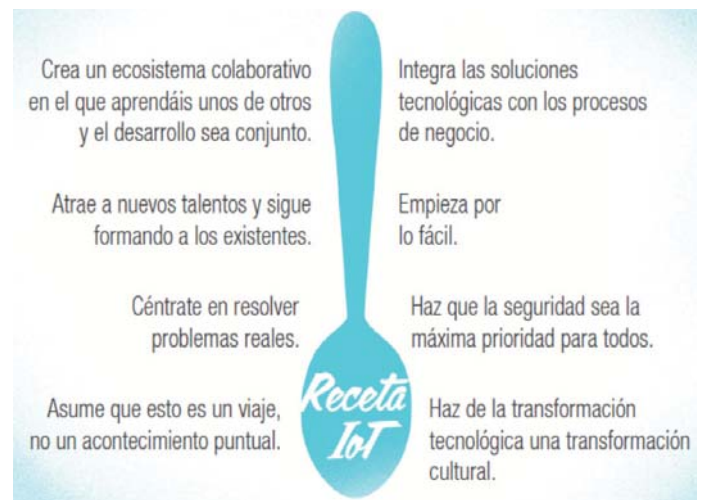 Crea un ecosistema colaborativo
en el que aprendáis unos de otros
y el desarrollo sea conjunto.
Atrae a nuevos talentos y sigue
formando a los existentes.
Céntrate en resolver
problemas reales.
Asume que esto es un viaje,
no un acontecimiento puntual.
Integra las soluciones
tecnológicas con los procesos
de negocio.
Empieza por
lo fácil.
Haz que la seguridad sea la
máxima prioridad para todos.
Haz de la transformación
tecnológica una transformación
cultural.
Receta
IoT